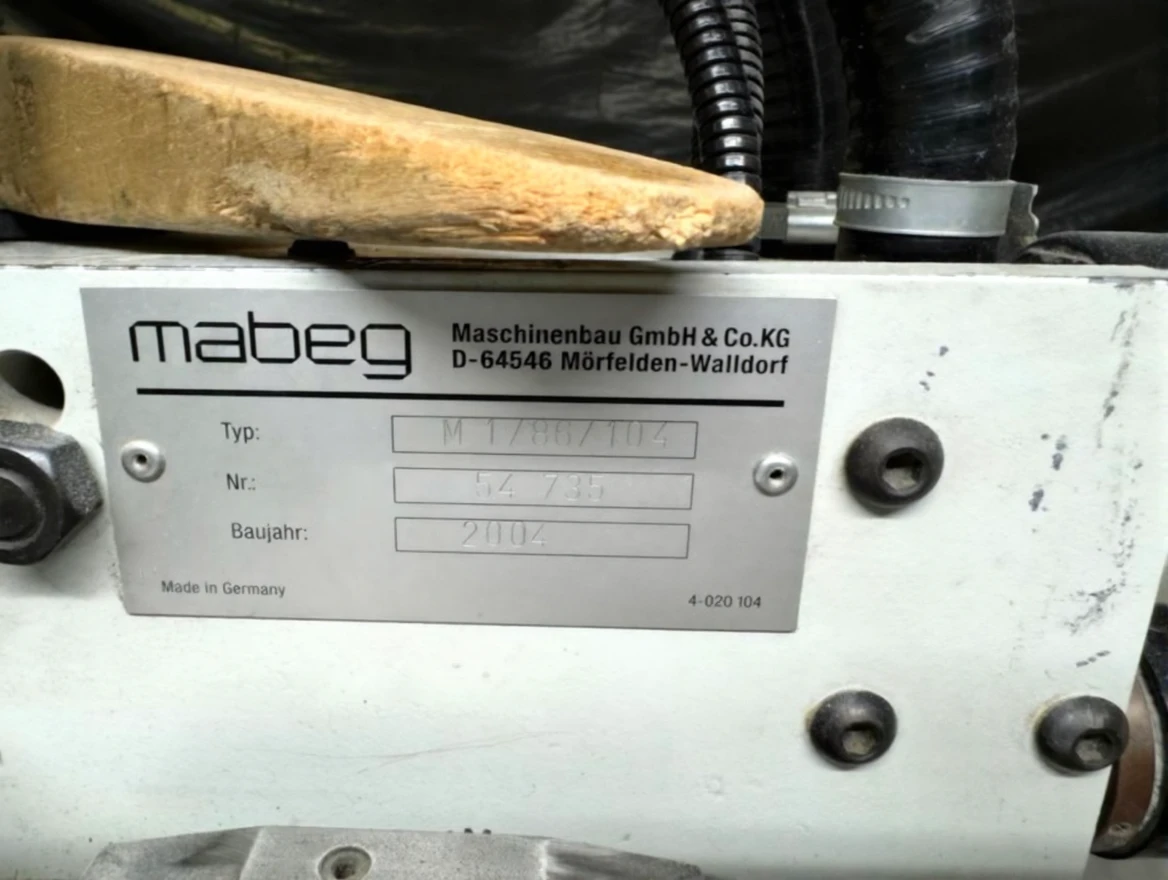 mabeg
Maschinenbau GmbH & Co.KG
D-64546 Mörfelden-Walldorf
Typ: M 1/86/104
Nr.: 54 735
Baujahr: 2004
Made in Germany
4-020 104